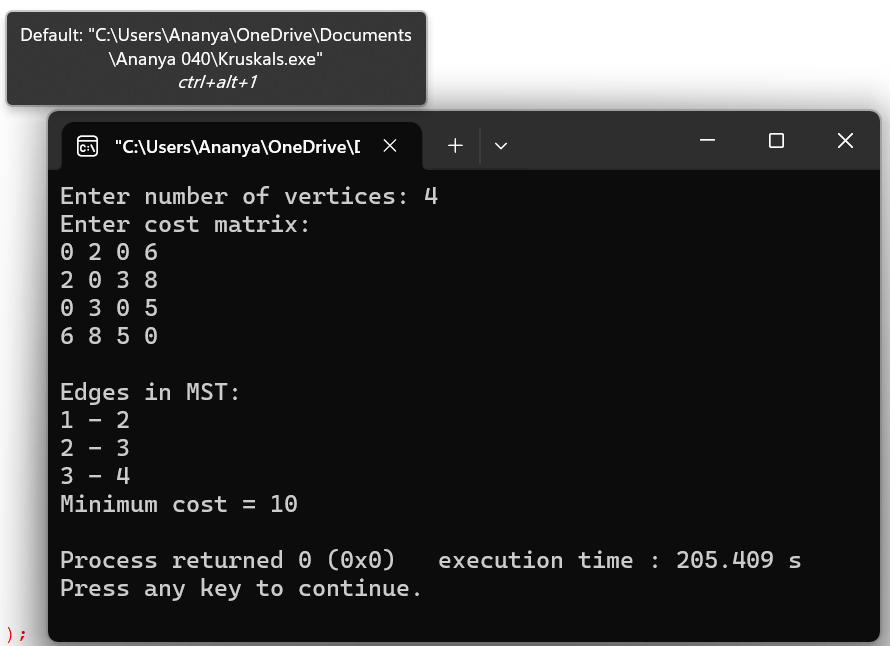 Default: "C:\Users\Ananya\OneDrive\Documents
\Ananya 040\Kruskals.exe"
ctrl+alt+1
"C:\Users\Ananya\OneDrive\D
Enter number of vertices: 4
Enter cost matrix:
0 2 0 6
2 0 3 8
0 3 0 5
6 8 5 0
Edges in MST:
1 - 2
2 - 3
3 - 4
Minimum cost = 10
Process returned 0 (0x0)   execution time : 205.409 s
Press any key to continue.
);